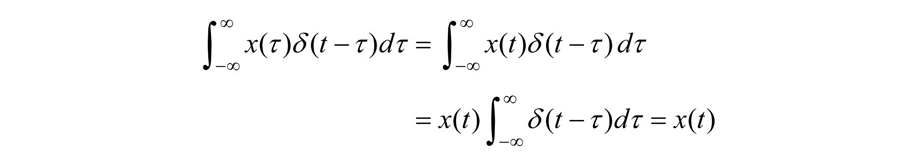 ∫_{-∞}^{∞} x(τ)δ(t − τ)dτ = ∫_{-∞}^{∞} x(t)δ(t − τ)dτ
= x(t) ∫_{-∞}^{∞} δ(t − τ)dτ = x(t)